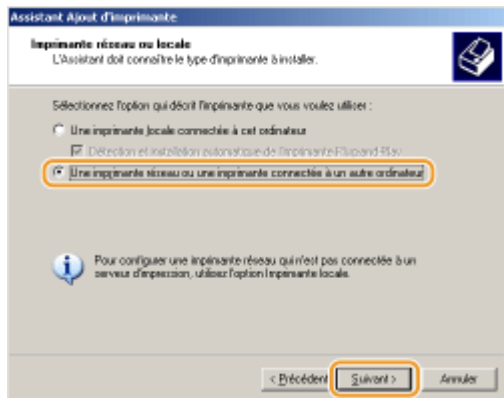 Assistant Ajout d'imprimante
Imprimante réseau ou locale
L'Assistant doit connaître le type d'imprimante à installer.
Sélectionnez l'option qui décrit l'imprimante que vous voulez utiliser :
Une imprimante locale connectée à cet ordinateur
Détection et installation automatique de l'imprimante Plug-and-Play
Une imprimante réseau ou une imprimante connectée à un autre ordinateur
Pour configurer une imprimante réseau qui n'est pas connectée à un
serveur d'impression, utilisez l'option Imprimante locale.
< Précédent Suivant > Annuler